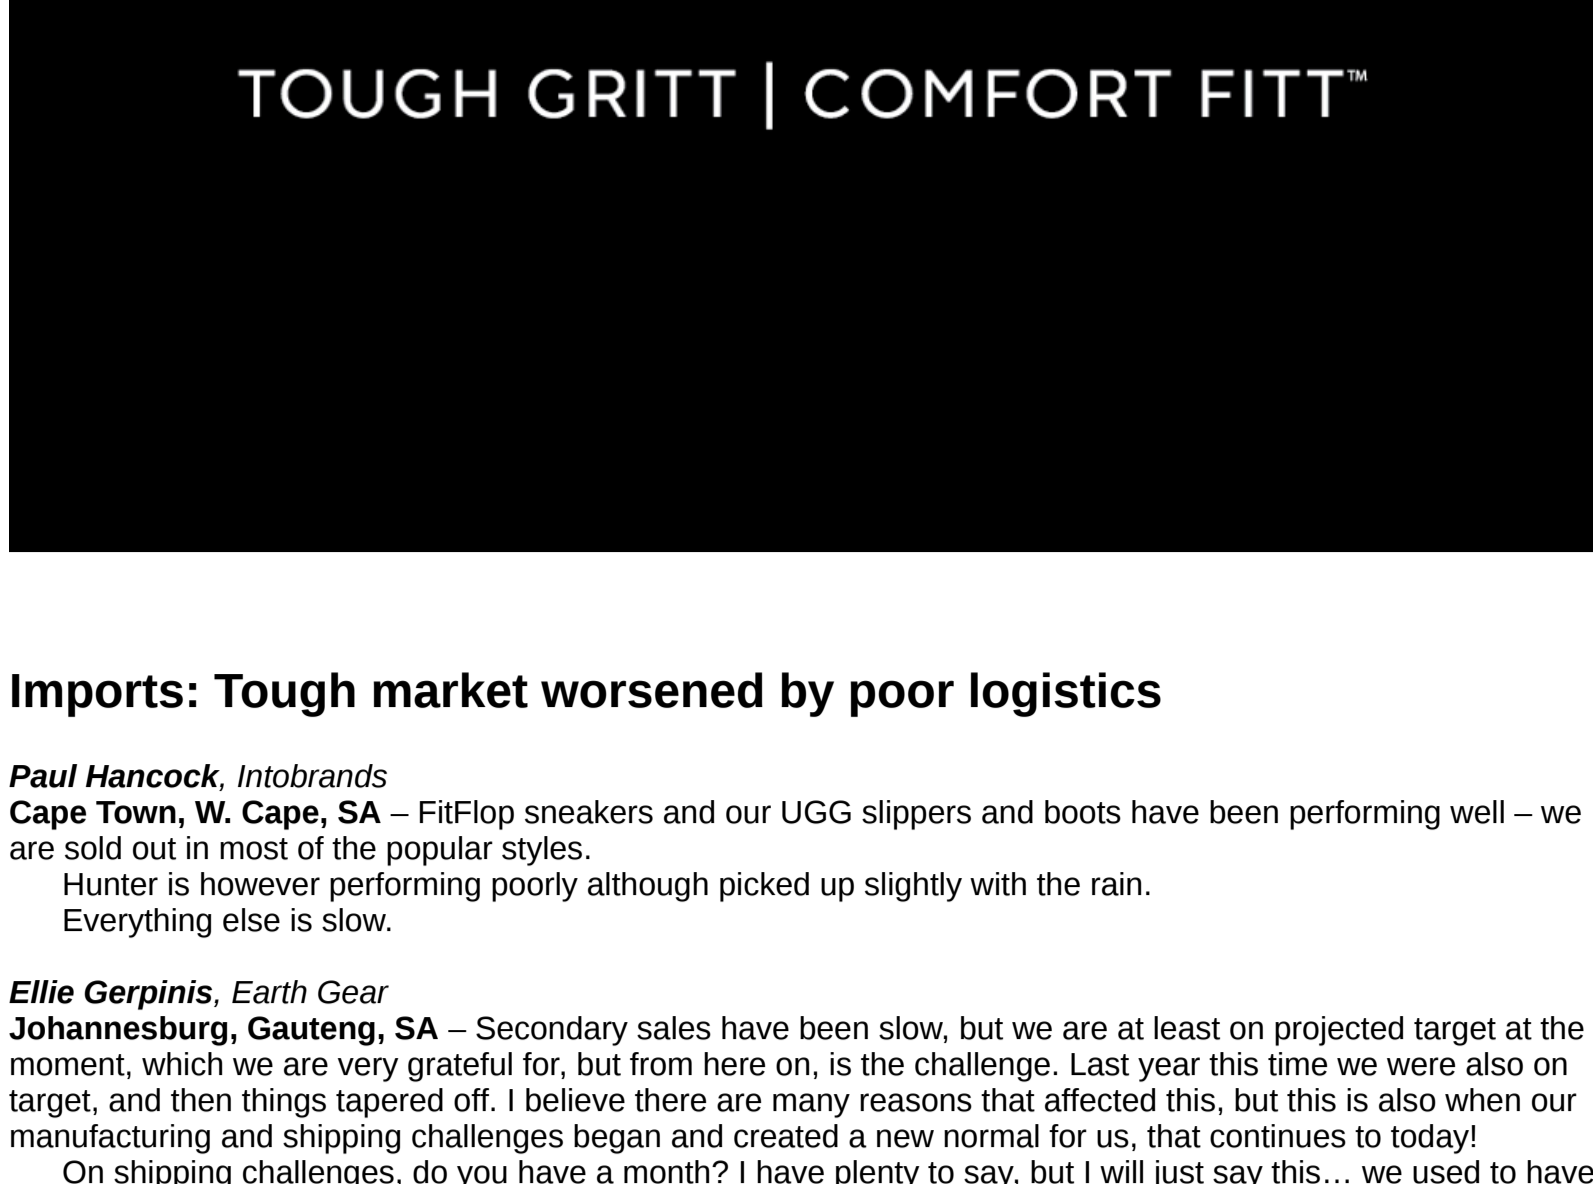 TOUGH GRITT | COMFORT FITT™
Imports: Tough market worsened by poor logistics
Paul Hancock, Intobrands
Cape Town, W. Cape, SA – FitFlop sneakers and our UGG slippers and boots have been performing well – we
are sold out in most of the popular styles.
Hunter is however performing poorly although picked up slightly with the rain.
Everything else is slow.
Ellie Gerpinis, Earth Gear
Johannesburg, Gauteng, SA – Secondary sales have been slow, but we are at least on projected target at the
moment, which we are very grateful for, but from here on, is the challenge. Last year this time we were also on
target, and then things tapered off. I believe there are many reasons that affected this, but this is also when our
manufacturing and shipping challenges began and created a new normal for us, that continues to today!
On shipping challenges, do you have a month? I have plenty to say, but I will just say this… we used to have